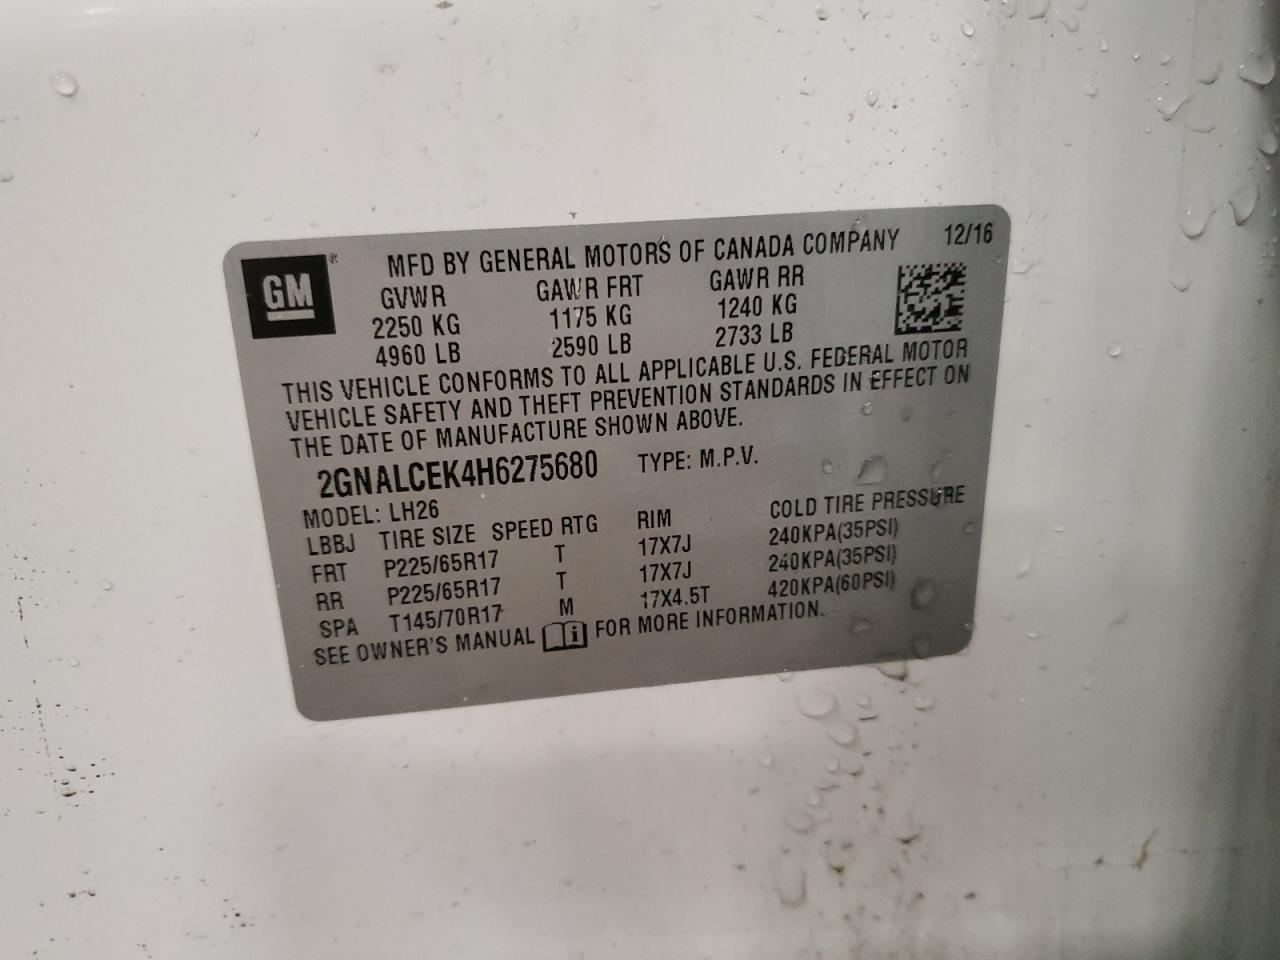 GM ®
MFD BY GENERAL MOTORS OF CANADA COMPANY 12/16
GVWR GAWR FRT GAWR RR
2250 KG 1175 KG 1240 KG
4960 LB 2590 LB 2733 LB
THIS VEHICLE CONFORMS TO ALL APPLICABLE U.S. FEDERAL MOTOR
VEHICLE SAFETY AND THEFT PREVENTION STANDARDS IN EFFECT ON
THE DATE OF MANUFACTURE SHOWN ABOVE.
2GNALCEK4H6275680 TYPE: M.P.V.
MODEL: LH26
LBBJ TIRE SIZE SPEED RTG RIM COLD TIRE PRESSURE
FRT P225/65R17 T 17X7J 240KPA(35PSI)
RR P225/65R17 T 17X7J 240KPA(35PSI)
SPA T145/70R17 M 17X4.5T 420KPA(60PSI)
SEE OWNER'S MANUAL i FOR MORE INFORMATION.